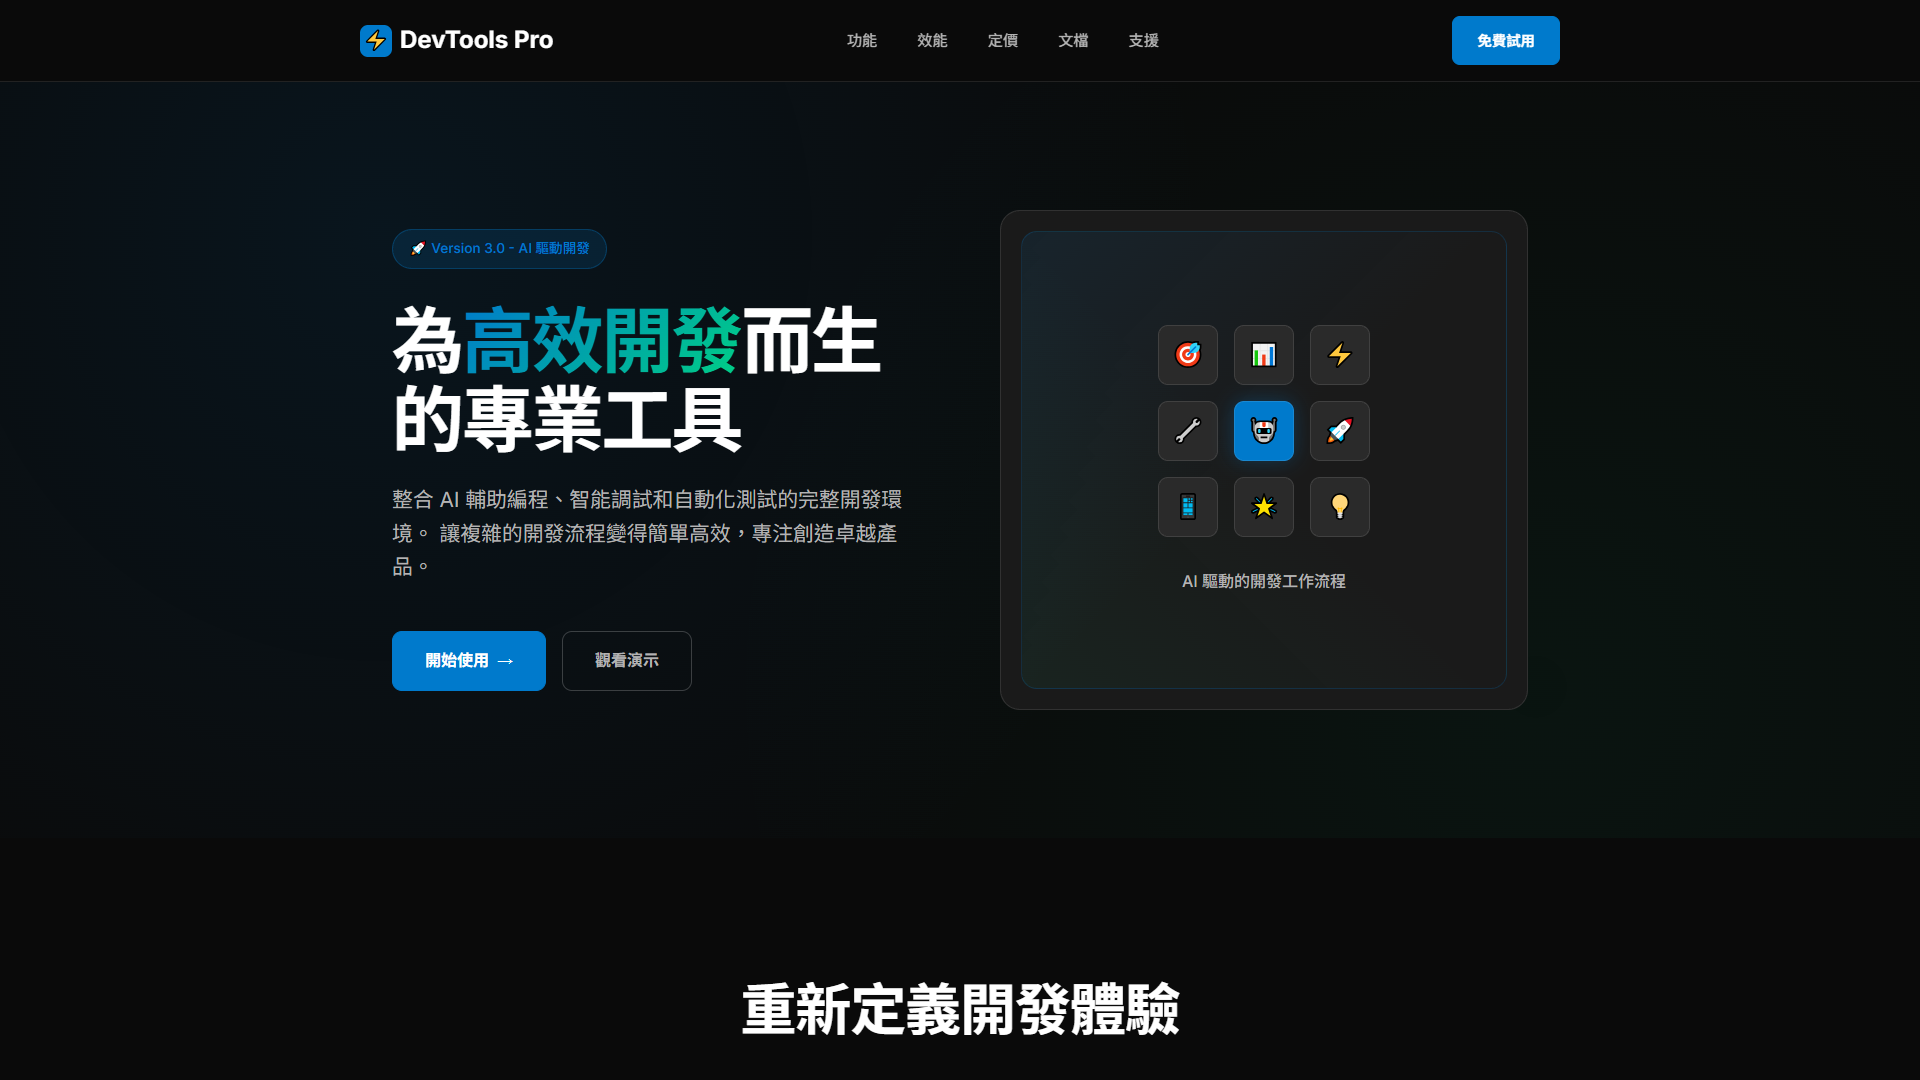 DevTools Pro
功能
效能
定價
文檔
支援
免費試用
Version 3.0 - AI 驅動開發
為高效開發而生
的專業工具
整合 AI 輔助編程、智能調試和自動化測試的完整開發環
境。 讓複雜的開發流程變得簡單高效，專注創造卓越產
品。
開始使用 →
觀看演示
AI 驅動的開發工作流程
重新定義開發體驗